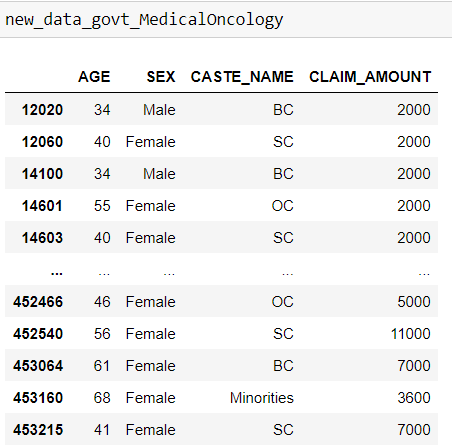 new_data_govt_MedicalOncology
AGE SEX CASTE_NAME CLAIM_AMOUNT
12020 34 Male BC 2000
12060 40 Female SC 2000
14100 34 Male BC 2000
14601 55 Female OC 2000
14603 40 Female SC 2000
... ... ... ... ...
452466 46 Female OC 5000
452540 56 Female SC 11000
453064 61 Female BC 7000
453160 68 Female Minorities 3600
453215 41 Female SC 7000